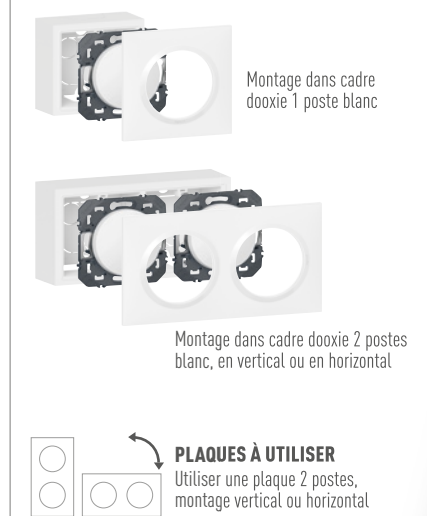 Montage dans cadre
dooxie 1 poste blanc
Montage dans cadre dooxie 2 postes
blanc, en vertical ou en horizontal
PLAQUES À UTILISER
Utiliser une plaque 2 postes,
montage vertical ou horizontal